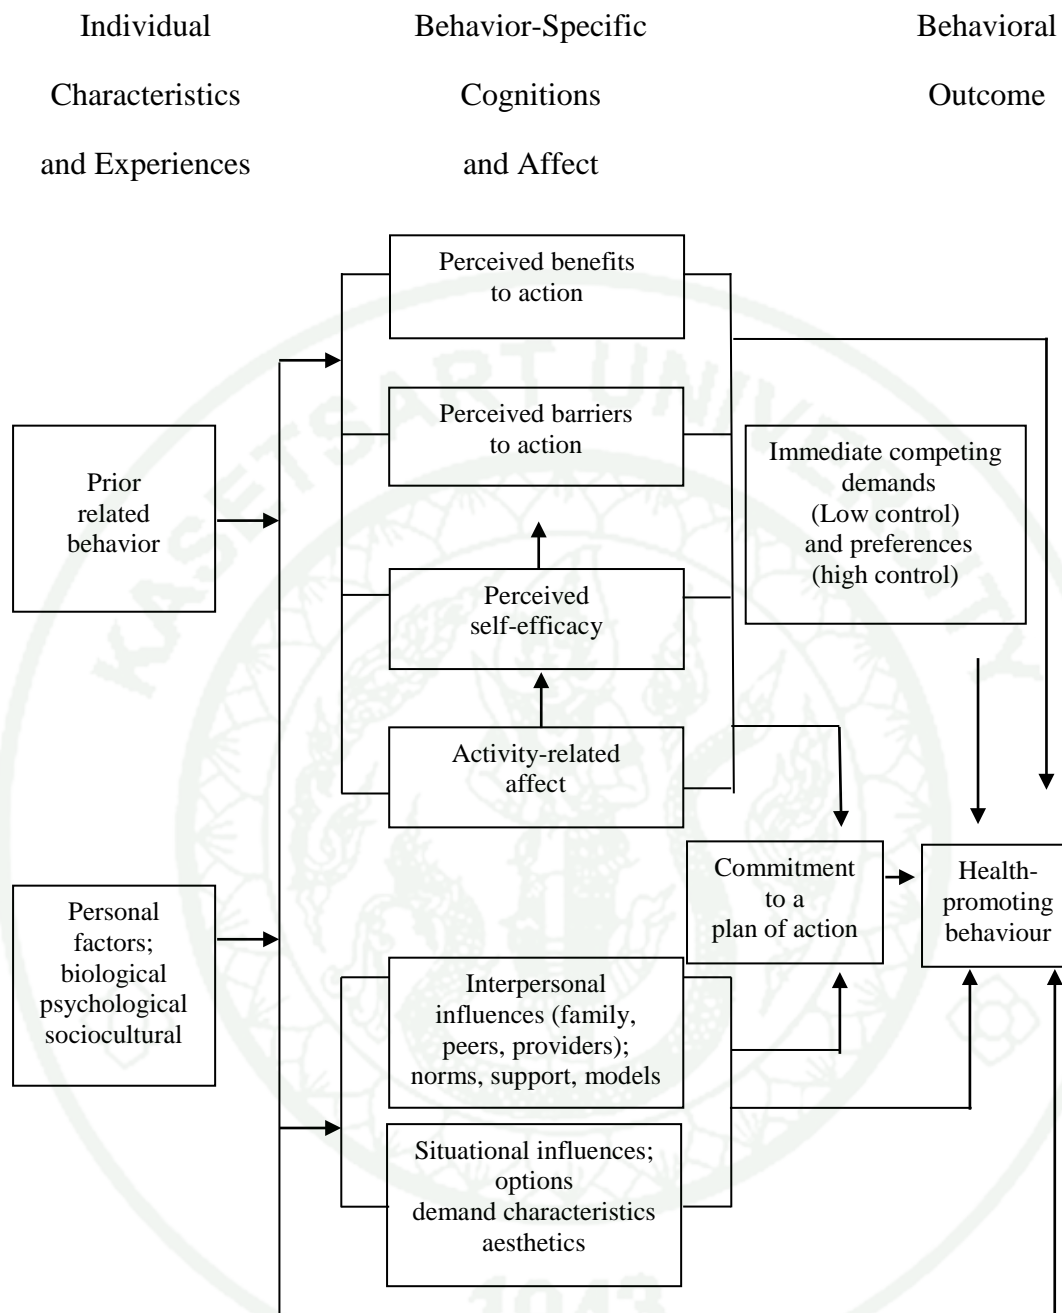 Individual
Characteristics
and Experiences
Behavior-Specific
Cognitions
and Affect
Behavioral
Outcome
Perceived benefits
to action
Perceived barriers
to action
Immediate competing
demands
(Low control)
and preferences
(high control)
Prior
related
behavior
Perceived
self-efficacy
Activity-related
affect
Commitment
to a
plan of action
Health-
promoting
behaviour
Personal
factors;
biological
psychological
sociocultural
Interpersonal
influences (family,
peers, providers);
norms, support, models
Situational influences;
options
demand characteristics
aesthetics
KASETSART UNIVERSITY
1943